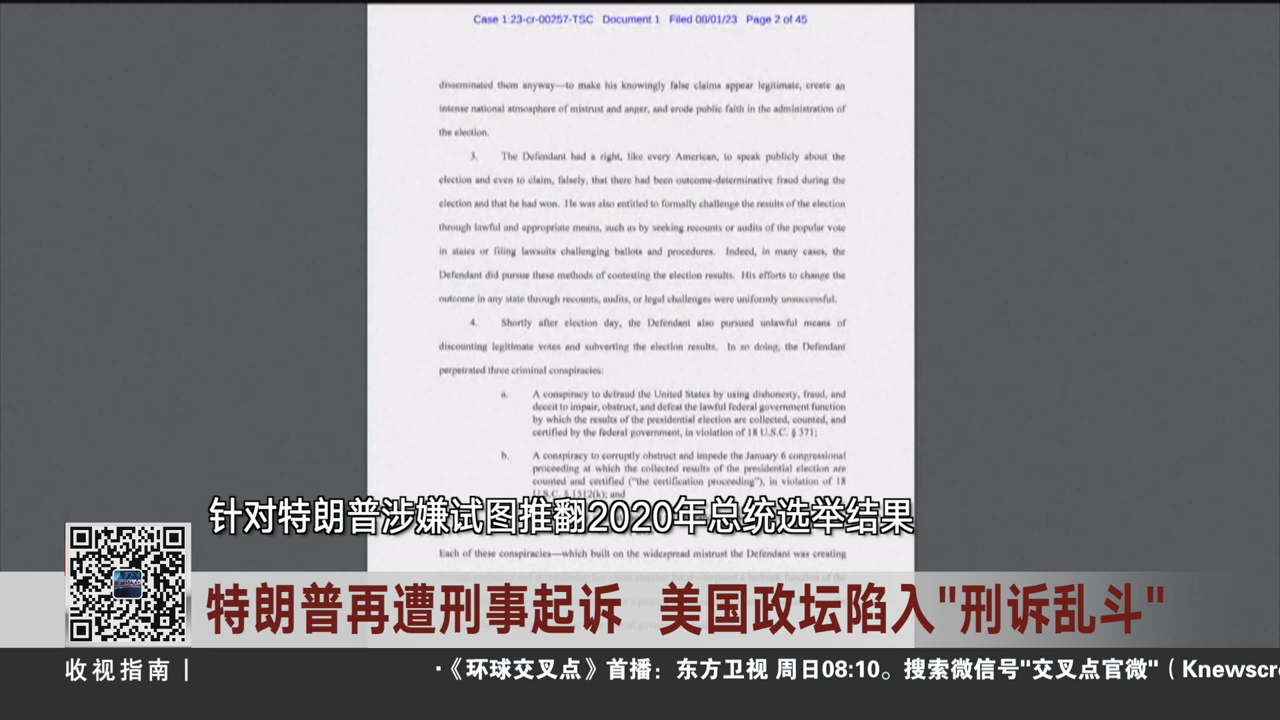 Case 1:23-cr-00257-TSC Document 1 Filed 08/01/23 Page 2 of 45
disseminated them anyway—to make his knowingly false claims appear legitimate, create an
intense national atmosphere of mistrust and anger, and erode public faith in the administration of
the election.
3. The Defendant had a right, like every American, to speak publicly about the
election and even to claim, falsely, that there had been outcome-determinative fraud during the
election and that he had won. He was also entitled to formally challenge the results of the election
through lawful and appropriate means, such as by seeking recounts or audits of the popular vote
in states or filing lawsuits challenging ballots and procedures. Indeed, in many cases, the
Defendant did pursue these methods of contesting the election results. His efforts to change the
outcome in any state through recounts, audits, or legal challenges were uniformly unsuccessful.
4. Shortly after election day, the Defendant also pursued unlawful means of
discounting legitimate votes and subverting the election results. In so doing, the Defendant
perpetrated three criminal conspiracies:
a. A conspiracy to defraud the United States by using dishonesty, fraud, and
deceit to impair, obstruct, and defeat the lawful federal government function
by which the results of the presidential election are collected, counted, and
certified by the federal government, in violation of 18 U.S.C. § 371;
b. A conspiracy to corruptly obstruct and impede the January 6 congressional
proceeding at which the collected results of the presidential election are
counted and certified ("the certification proceeding"), in violation of 18
U.S.C. § 1512(k); and
针对特朗普涉嫌试图推翻2020年总统选举结果
Each of these conspiracies—which built on the widespread mistrust the Defendant was creating
特朗普再遭刑事起诉 美国政坛陷入"刑诉乱斗"
收视指南 | ·《环球交叉点》首播：东方卫视 周日08:10。搜索微信号"交叉点官微"（Knewscro